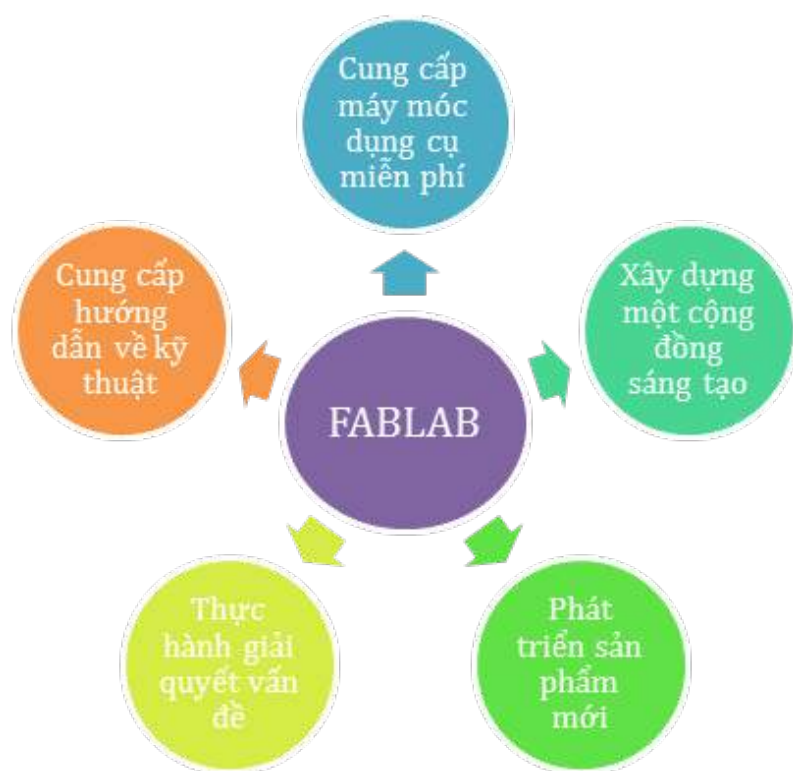 Cung cấp
máy móc
dụng cụ
miễn phí
Xây dựng
một cộng
đồng
sáng tạo
Phát
triển sản
phẩm
mới
Thực
hành giải
quyết vấn
đề
Cung cấp
hướng
dẫn về kỹ
thuật
FABLAB